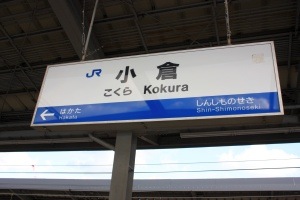 JR 小倉
こくら Kokura
← はかた しんしものせき
Hakata Shin-Shimonoseki